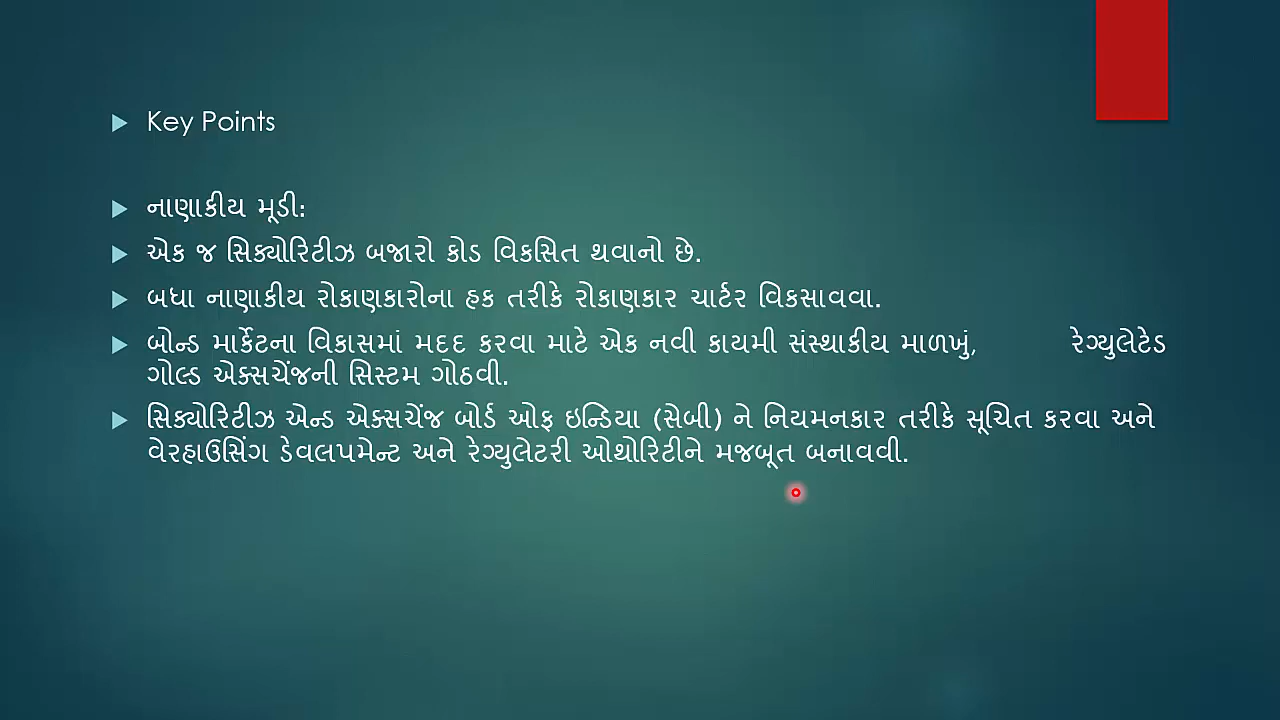 Key Points
નાણાકીય મૂડી:
એક જ સિક્યોરિટીઝ બજારો કોડ વિકસિત થવાનો છે.
બધા નાણાકીય રોકાણકારોના હક તરીકે રોકાણકાર ચાર્ટર વિકસાવવા.
બોન્ડ માર્કેટના વિકાસમાં મદદ કરવા માટે એક નવી કાયમી સંસ્થાકીય માળખું, રેગ્યુલેટેડ
ગોલ્ડ એક્સચેંજની સિસ્ટમ ગોઠવી.
સિક્યોરિટીઝ એન્ડ એક્સચેંજ બોર્ડ ઓફ ઇન્ડિયા (સેબી) ને નિયમનકાર તરીકે સૂચિત કરવા અને
વેરહાઉસિંગ ડેવલપમેન્ટ અને રેગ્યુલેટરી ઓથોરિટીને મજબૂત બનાવવી.